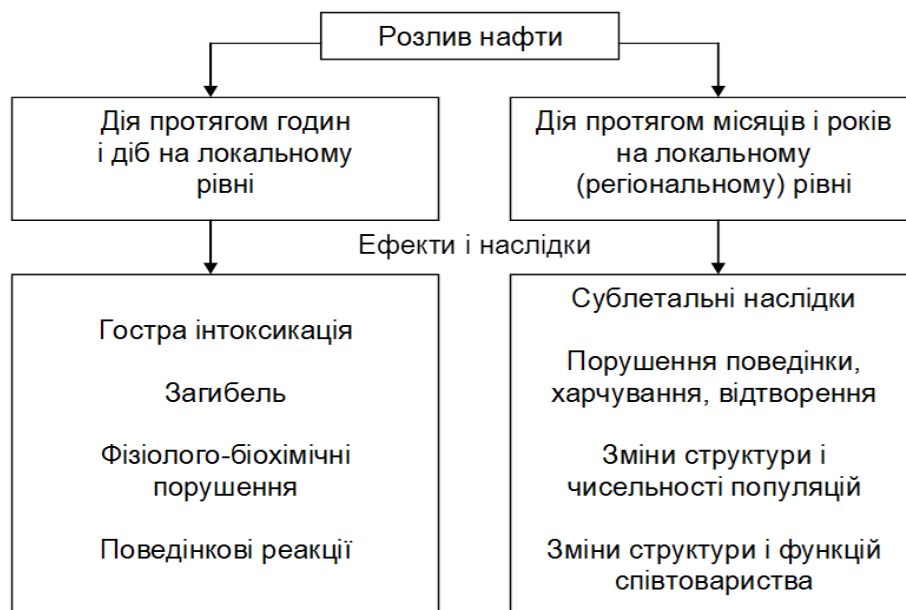 Розлив нафти
Дія протягом годин
і діб на локальному
рівні
Дія протягом місяців і років
на локальному
(регіональному) рівні
Ефекти і наслідки
Гостра інтоксикація
Загибель
Фізіолого-біохімічні
порушення
Поведінкові реакції
Сублетальні наслідки
Порушення поведінки,
харчування, відтворення
Зміни структури і
чисельності популяцій
Зміни структури і функцій
співтовариства